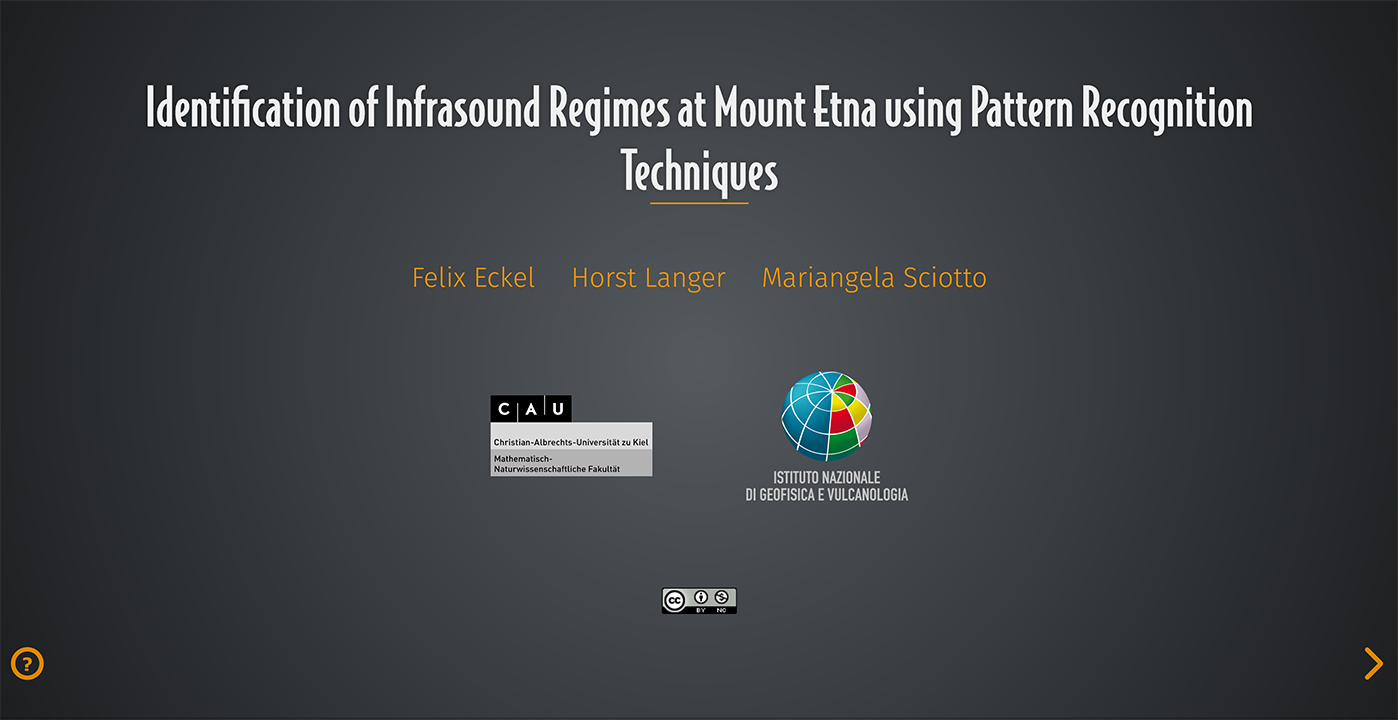 Identification of Infrasound Regimes at Mount Etna using Pattern Recognition
Techniques
Felix Eckel Horst Langer Mariangela Sciotto
C A U
Christian-Albrechts-Universität zu Kiel
Mathematisch-
Naturwissenschaftliche Fakultät
ISTITUTO NAZIONALE
DI GEOFISICA E VULCANOLOGIA
cc BY NC
?